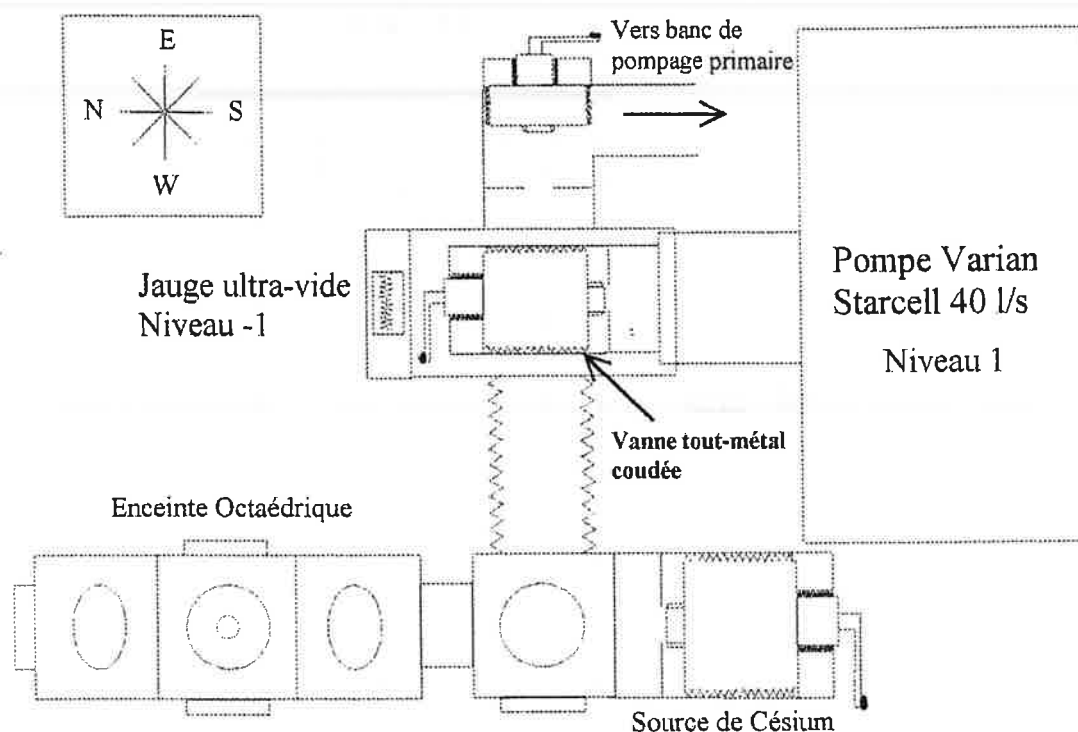 E
N S
W
Vers banc de
pompage primaire
Jauge ultra-vide
Niveau -1
Pompe Varian
Starcell 40 l/s
Niveau 1
Vanne tout-métal
coudée
Enceinte Octaédrique
Source de Césium